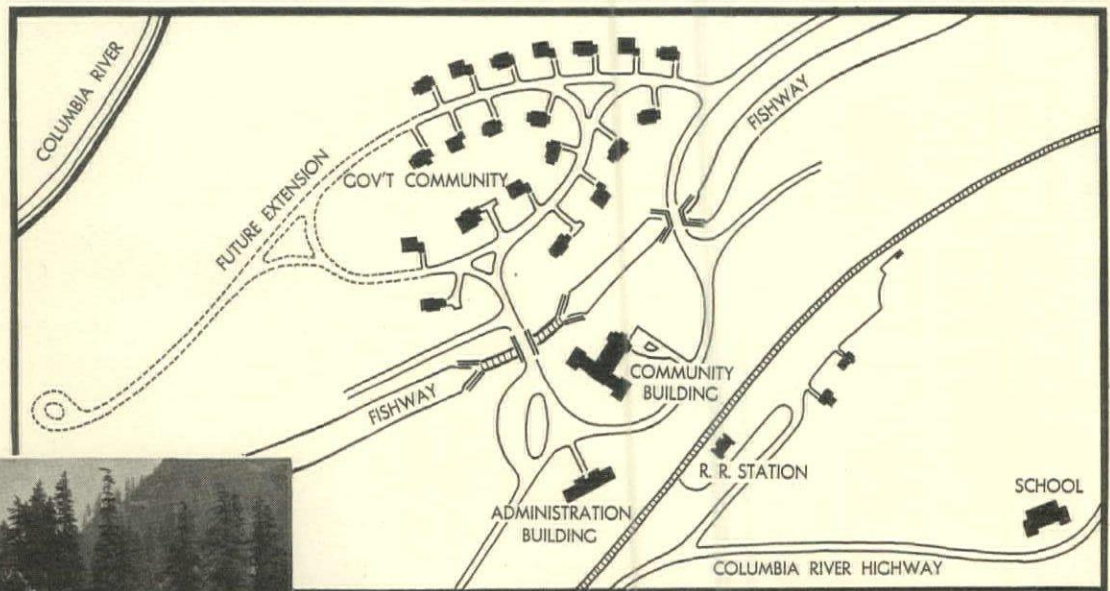 COLUMBIA RIVER
FISHWAY
GOV'T COMMUNITY
FUTURE EXTENSION
COMMUNITY
BUILDING
FISHWAY
R. R. STATION
SCHOOL
ADMINISTRATION
BUILDING
COLUMBIA RIVER HIGHWAY